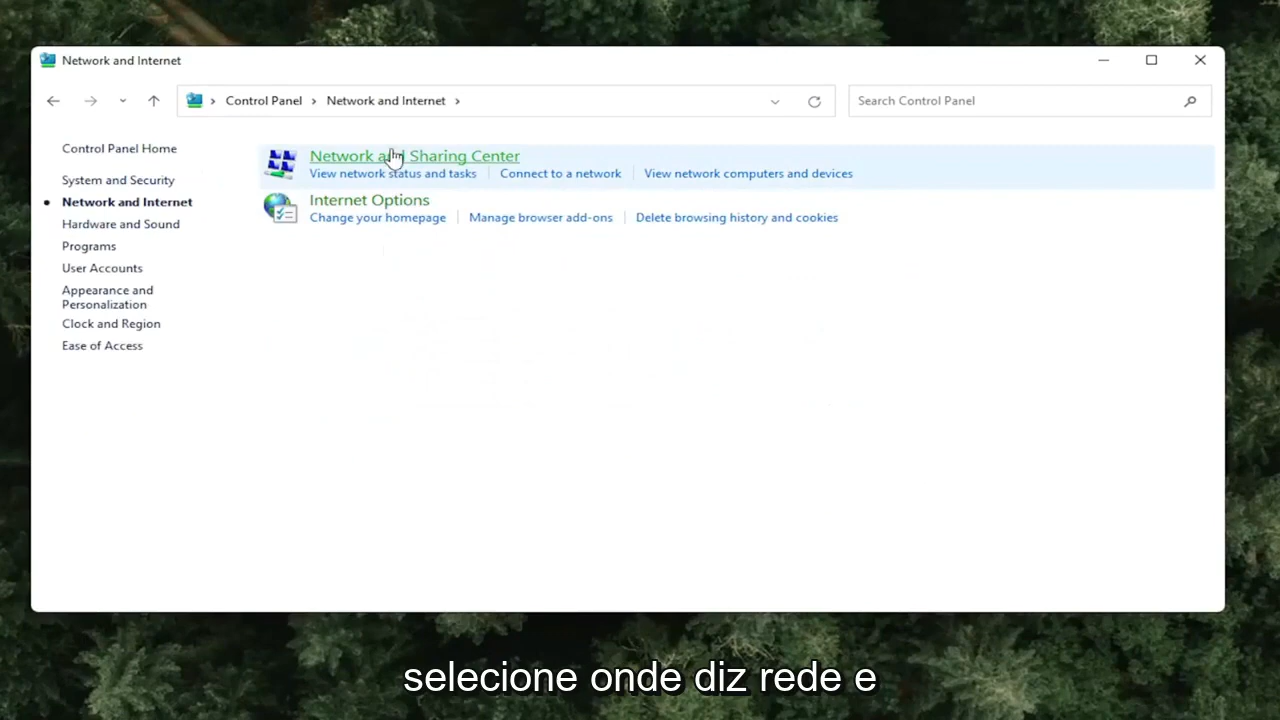 Network and Internet
Control Panel
Network and Internet
Search Control Panel
Control Panel Home
System and Security
Network and Internet
Hardware and Sound
Programs
User Accounts
Appearance and
Personalization
Clock and Region
Ease of Access
Network and Sharing Center
View network status and tasks
Connect to a network
View network computers and devices
Internet Options
Change your homepage
Manage browser add-ons
Delete browsing history and cookies
selecione onde diz rede e